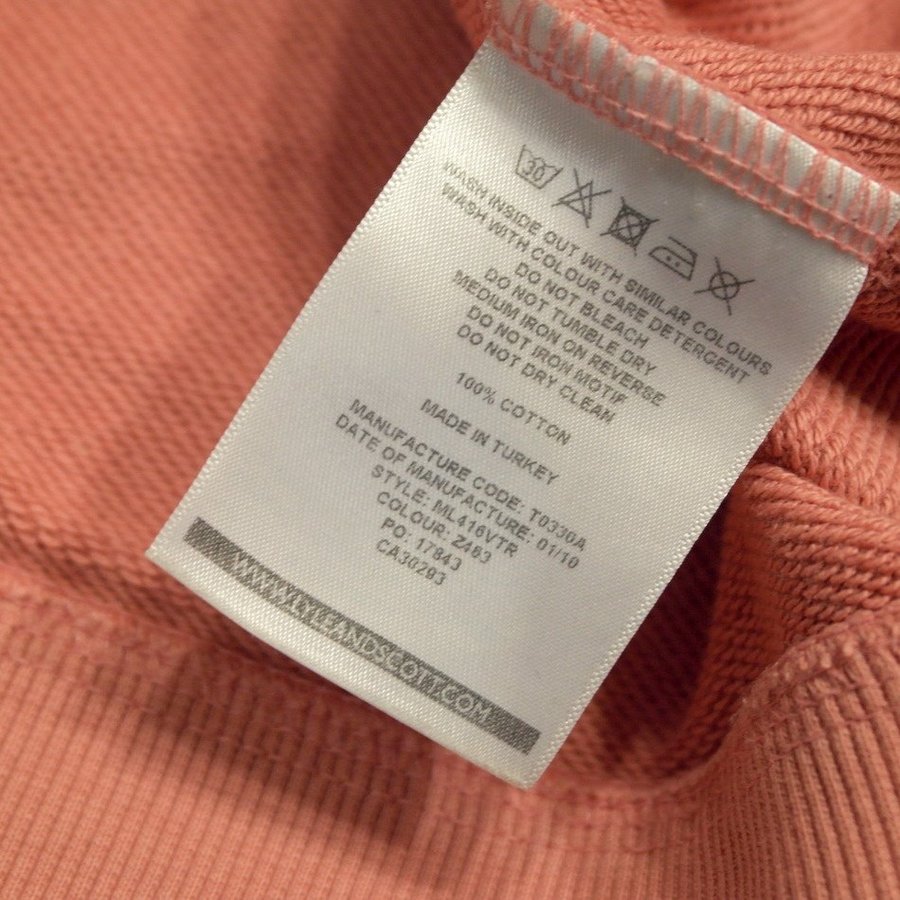 30
WASH INSIDE OUT WITH SIMILAR COLOURS
WASH WITH COLOUR CARE DETERGENT
DO NOT BLEACH
DO NOT TUMBLE DRY
MEDIUM IRON ON REVERSE
DO NOT IRON MOTIF
DO NOT DRY CLEAN
100% COTTON
MADE IN TURKEY
MANUFACTURE CODE: T0330A
DATE OF MANUFACTURE: 01/10
STYLE: ML416VTR
COLOUR: Z463
PO: 17843
CA30293
WWW.LYLEANDSCOTT.COM